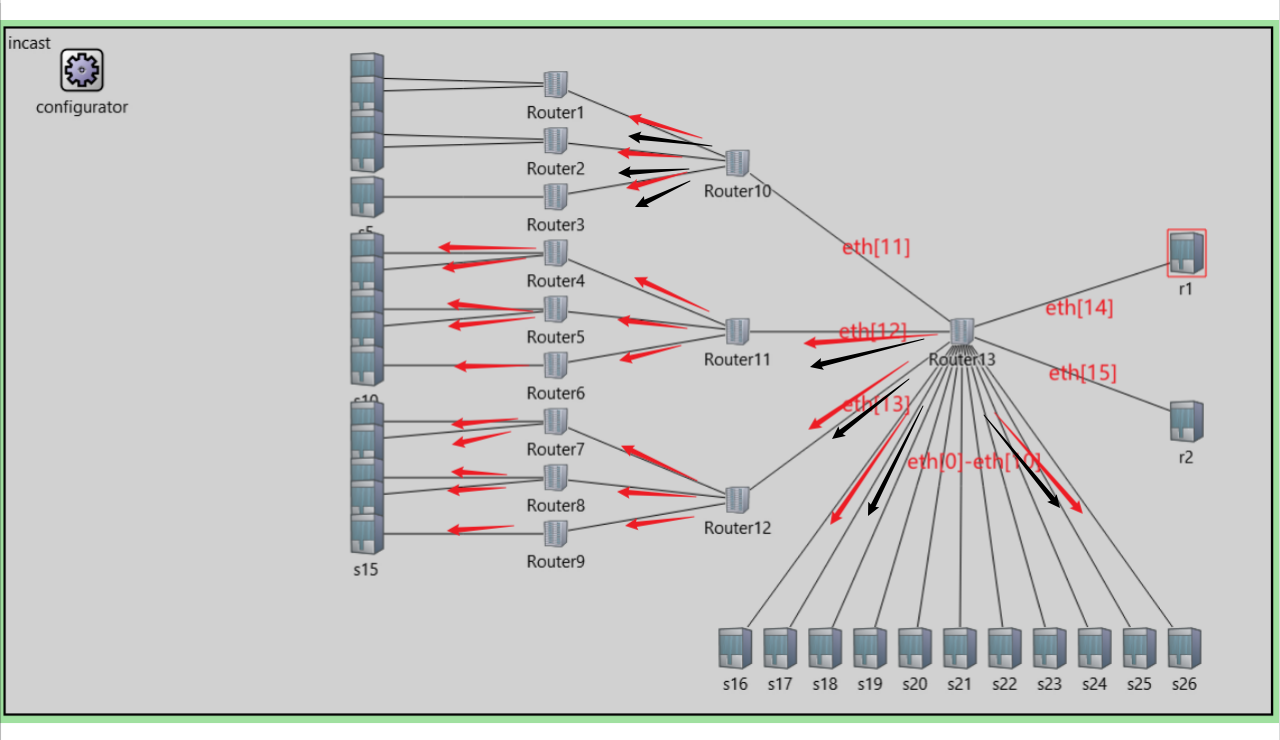 incast
configurator
Router1
Router2
Router10
Router3
s5
eth[11]
Router4
r1
eth[14]
Router5
eth[12]
Router11
Router13
eth[15]
Router6
s10
eth[13]
Router7
r2
eth[0]-eth[10]
Router8
Router12
Router9
s15
s16
s17
s18
s19
s20
s21
s22
s23
s24
s25
s26